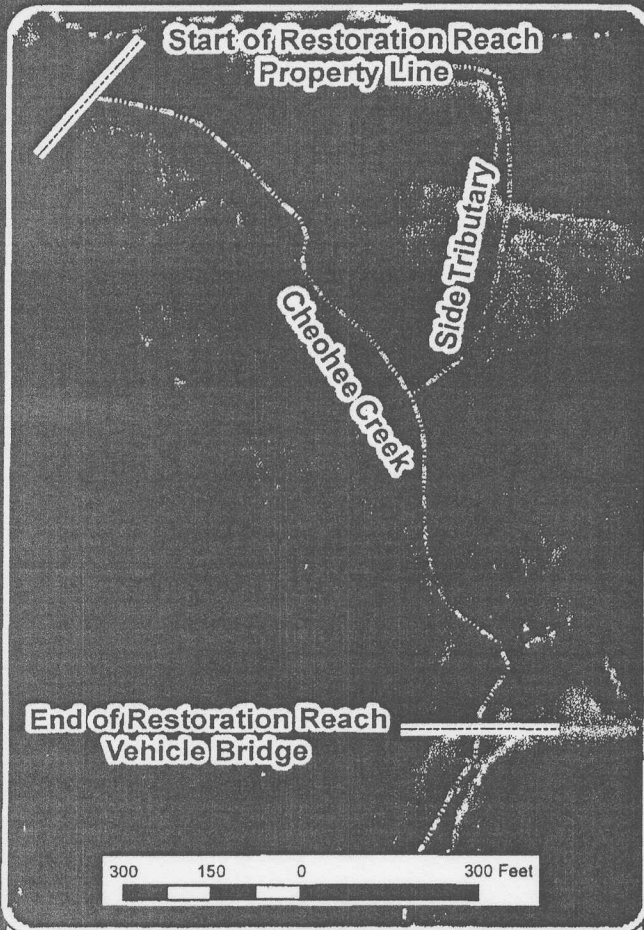 Start of Restoration Reach
Property Line
Side Tributary
Cheohee Creek
End of Restoration Reach
Vehicle Bridge
300 150 0 300 Feet